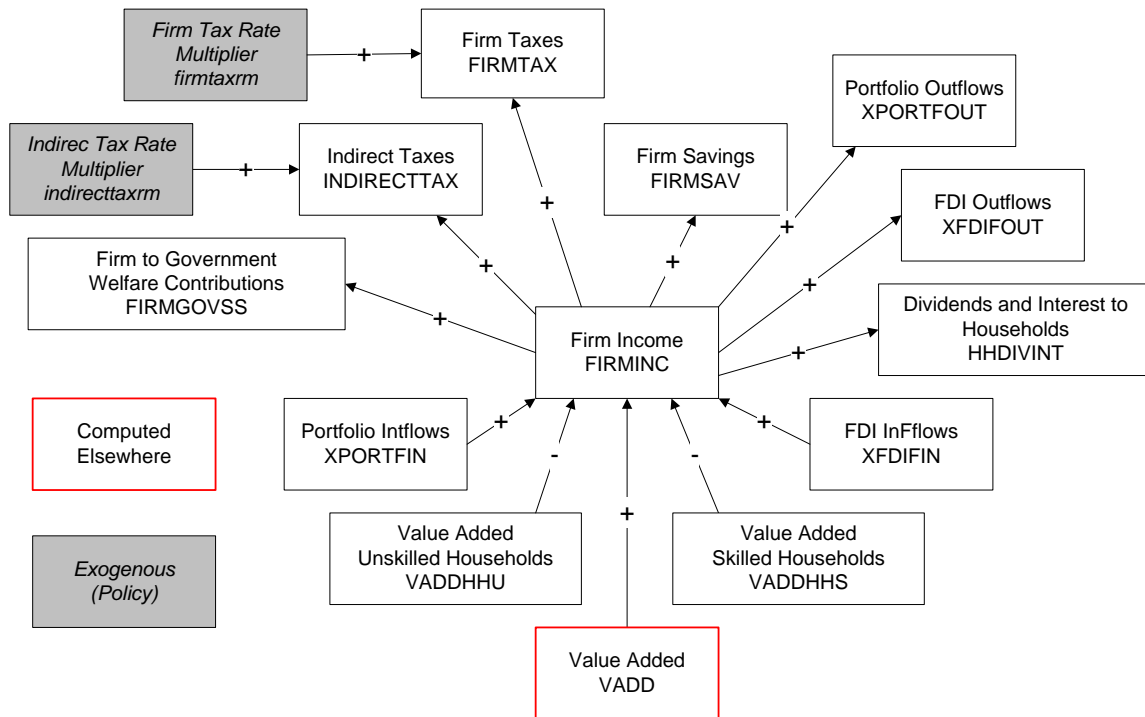 Firm Tax Rate
Multiplier
firmtaxrm
+
Firm Taxes
FIRMTAX
Portfolio Outflows
XPORTFOUT
Indirec Tax Rate
Multiplier
indirecttaxrm
+
Indirect Taxes
INDIRECTTAX
+
Firm Savings
FIRMSAV
+
FDI Outflows
XFDIFOUT
Firm to Government
Welfare Contributions
FIRMGOVSS
+
+
+
+
Dividends and Interest to
Households
HHDIVINT
+
Firm Income
FIRMINC
+
Computed
Elsewhere
Portfolio Intflows
XPORTFIN
+
+
FDI InFflows
XFDIFIN
-
-
+
Exogenous
(Policy)
Value Added
Unskilled Households
VADDHHU
Value Added
Skilled Households
VADDHHS
Value Added
VADD